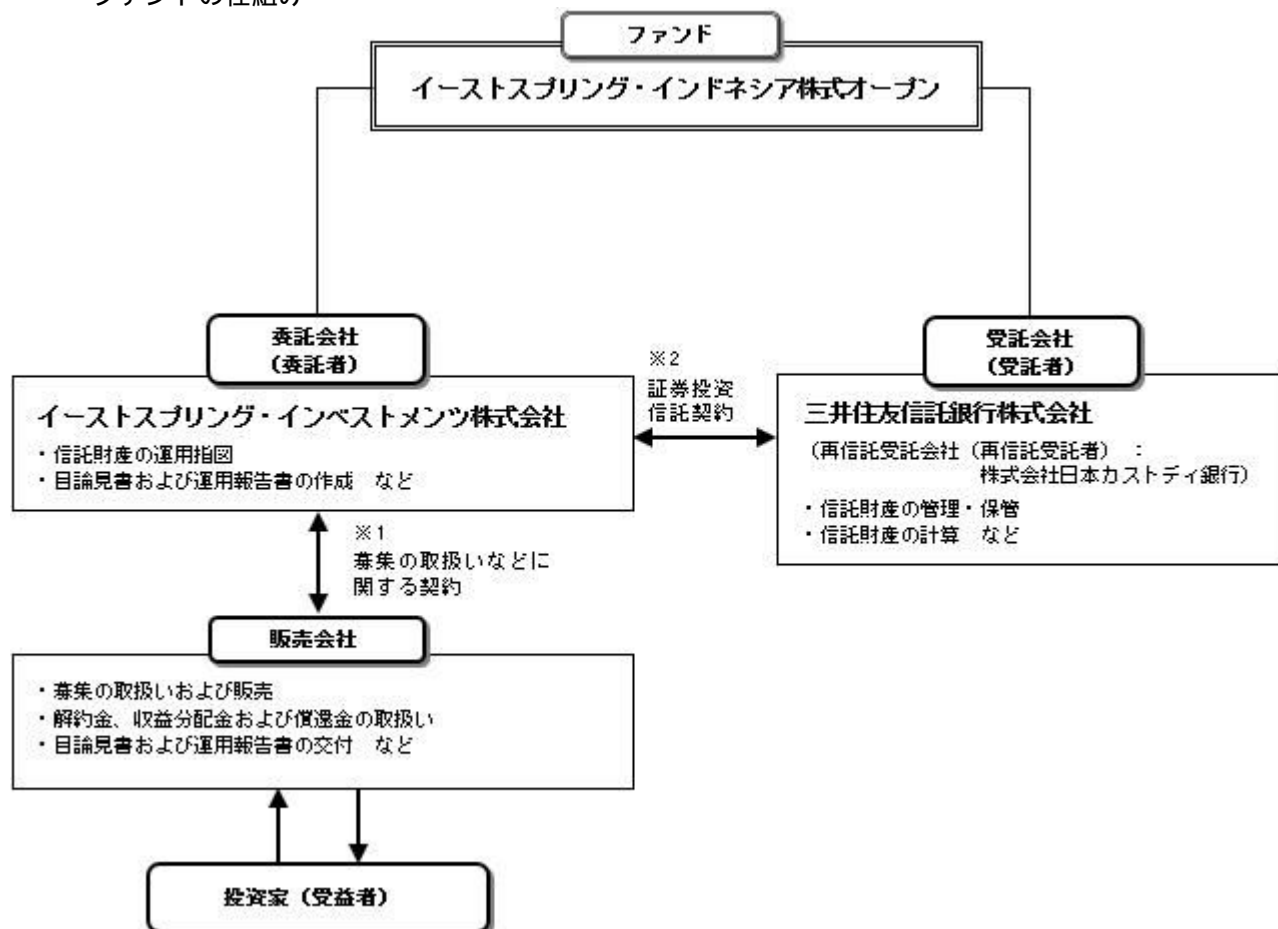 ファンドの仕組み
ファンド
イーストスプリング・インドネシア株式オープン
委託会社
(委託者)
イーストスプリング・インベストメンツ株式会社
・信託財産の運用指図
・目論見書および運用報告書の作成 など
※2
証券投資
信託契約
受託会社
(受託者)
三井住友信託銀行株式会社
(再信託受託会社(再信託受託者) :
株式会社日本カストディ銀行)
・信託財産の管理・保管
・信託財産の計算 など
※1
募集の取扱いなどに
関する契約
販売会社
・募集の取扱いおよび販売
・解約金、収益分配金および償還金の取扱い
・目論見書および運用報告書の交付 など
投資家(受益者)